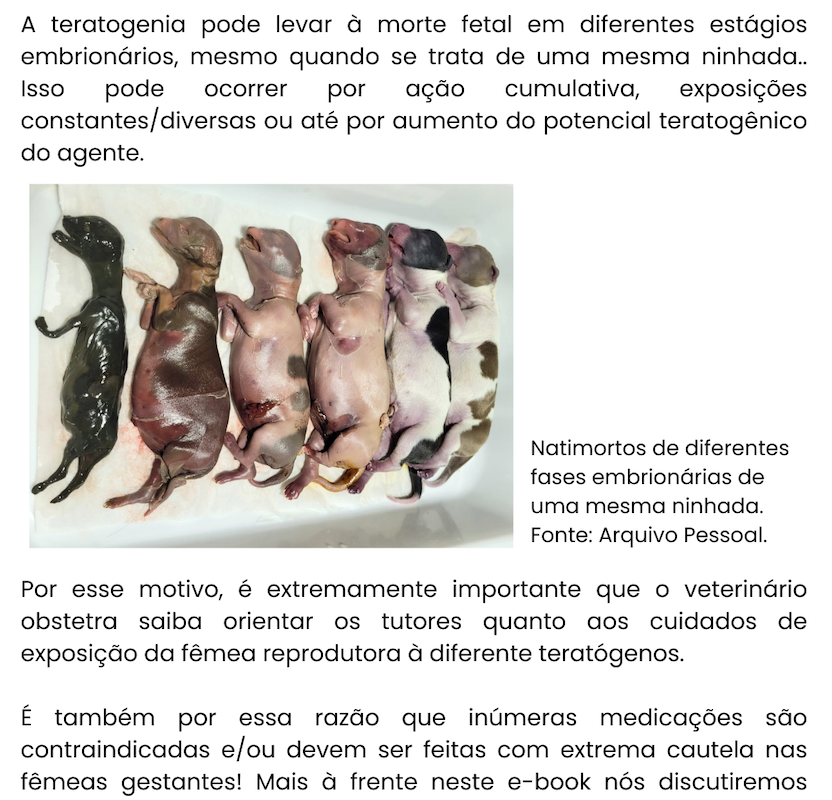 A teratogenia pode levar à morte fetal em diferentes estágios
embrionários, mesmo quando se trata de uma mesma ninhada..
Isso pode ocorrer por ação cumulativa, exposições
constantes/diversas ou até por aumento do potencial teratogênico
do agente.
Natimortos de diferentes
fases embrionárias de
uma mesma ninhada.
Fonte: Arquivo Pessoal.
Por esse motivo, é extremamente importante que o veterinário
obstetra saiba orientar os tutores quanto aos cuidados de
exposição da fêmea reprodutora à diferente teratógenos.
É também por essa razão que inúmeras medicações são
contraindicadas e/ou devem ser feitas com extrema cautela nas
fêmeas gestantes! Mais à frente neste e-book nós discutiremos